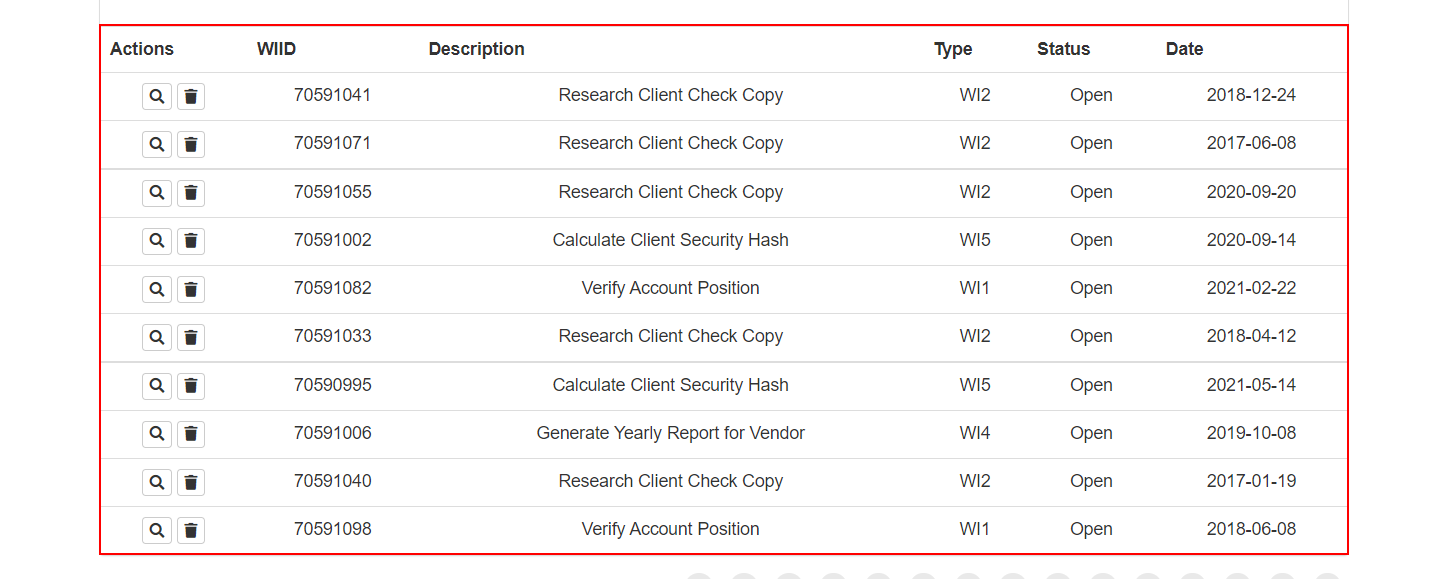 Actions WIID Description Type Status Date
70591041 Research Client Check Copy WI2 Open 2018-12-24
70591071 Research Client Check Copy WI2 Open 2017-06-08
70591055 Research Client Check Copy WI2 Open 2020-09-20
70591002 Calculate Client Security Hash WI5 Open 2020-09-14
70591082 Verify Account Position WI1 Open 2021-02-22
70591033 Research Client Check Copy WI2 Open 2018-04-12
70590995 Calculate Client Security Hash WI5 Open 2021-05-14
70591006 Generate Yearly Report for Vendor WI4 Open 2019-10-08
70591040 Research Client Check Copy WI2 Open 2017-01-19
70591098 Verify Account Position WI1 Open 2018-06-08